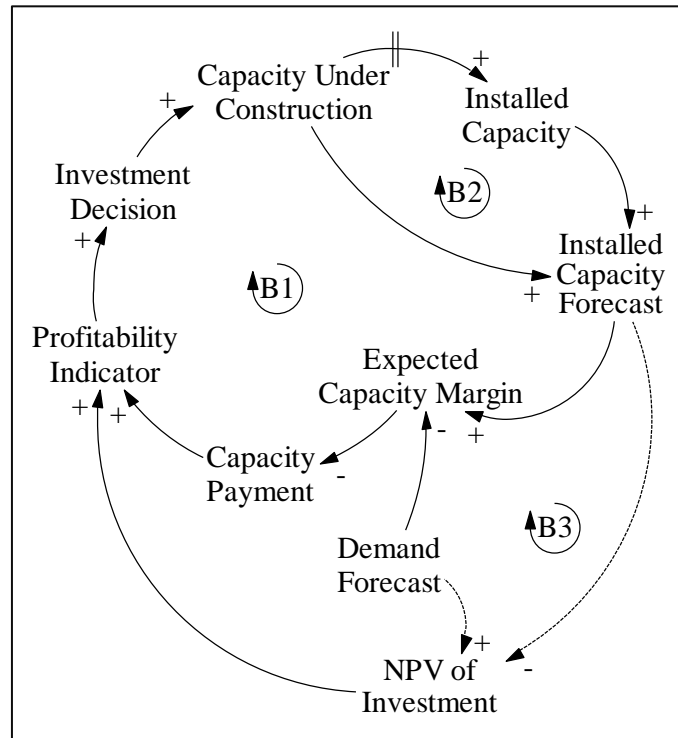 Capacity Under
Construction
+
+
Installed
Capacity
Investment
Decision
B2
+
+
Installed
Capacity
Forecast
B1
+
Profitability
Indicator
Expected
Capacity Margin
+
+
-
+
Capacity
Payment
-
B3
Demand
Forecast
+
-
NPV of
Investment